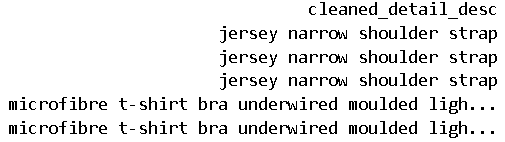 cleaned_detail_desc
jersey narrow shoulder strap
jersey narrow shoulder strap
jersey narrow shoulder strap
microfibre t-shirt bra underwired moulded ligh...
microfibre t-shirt bra underwired moulded ligh...